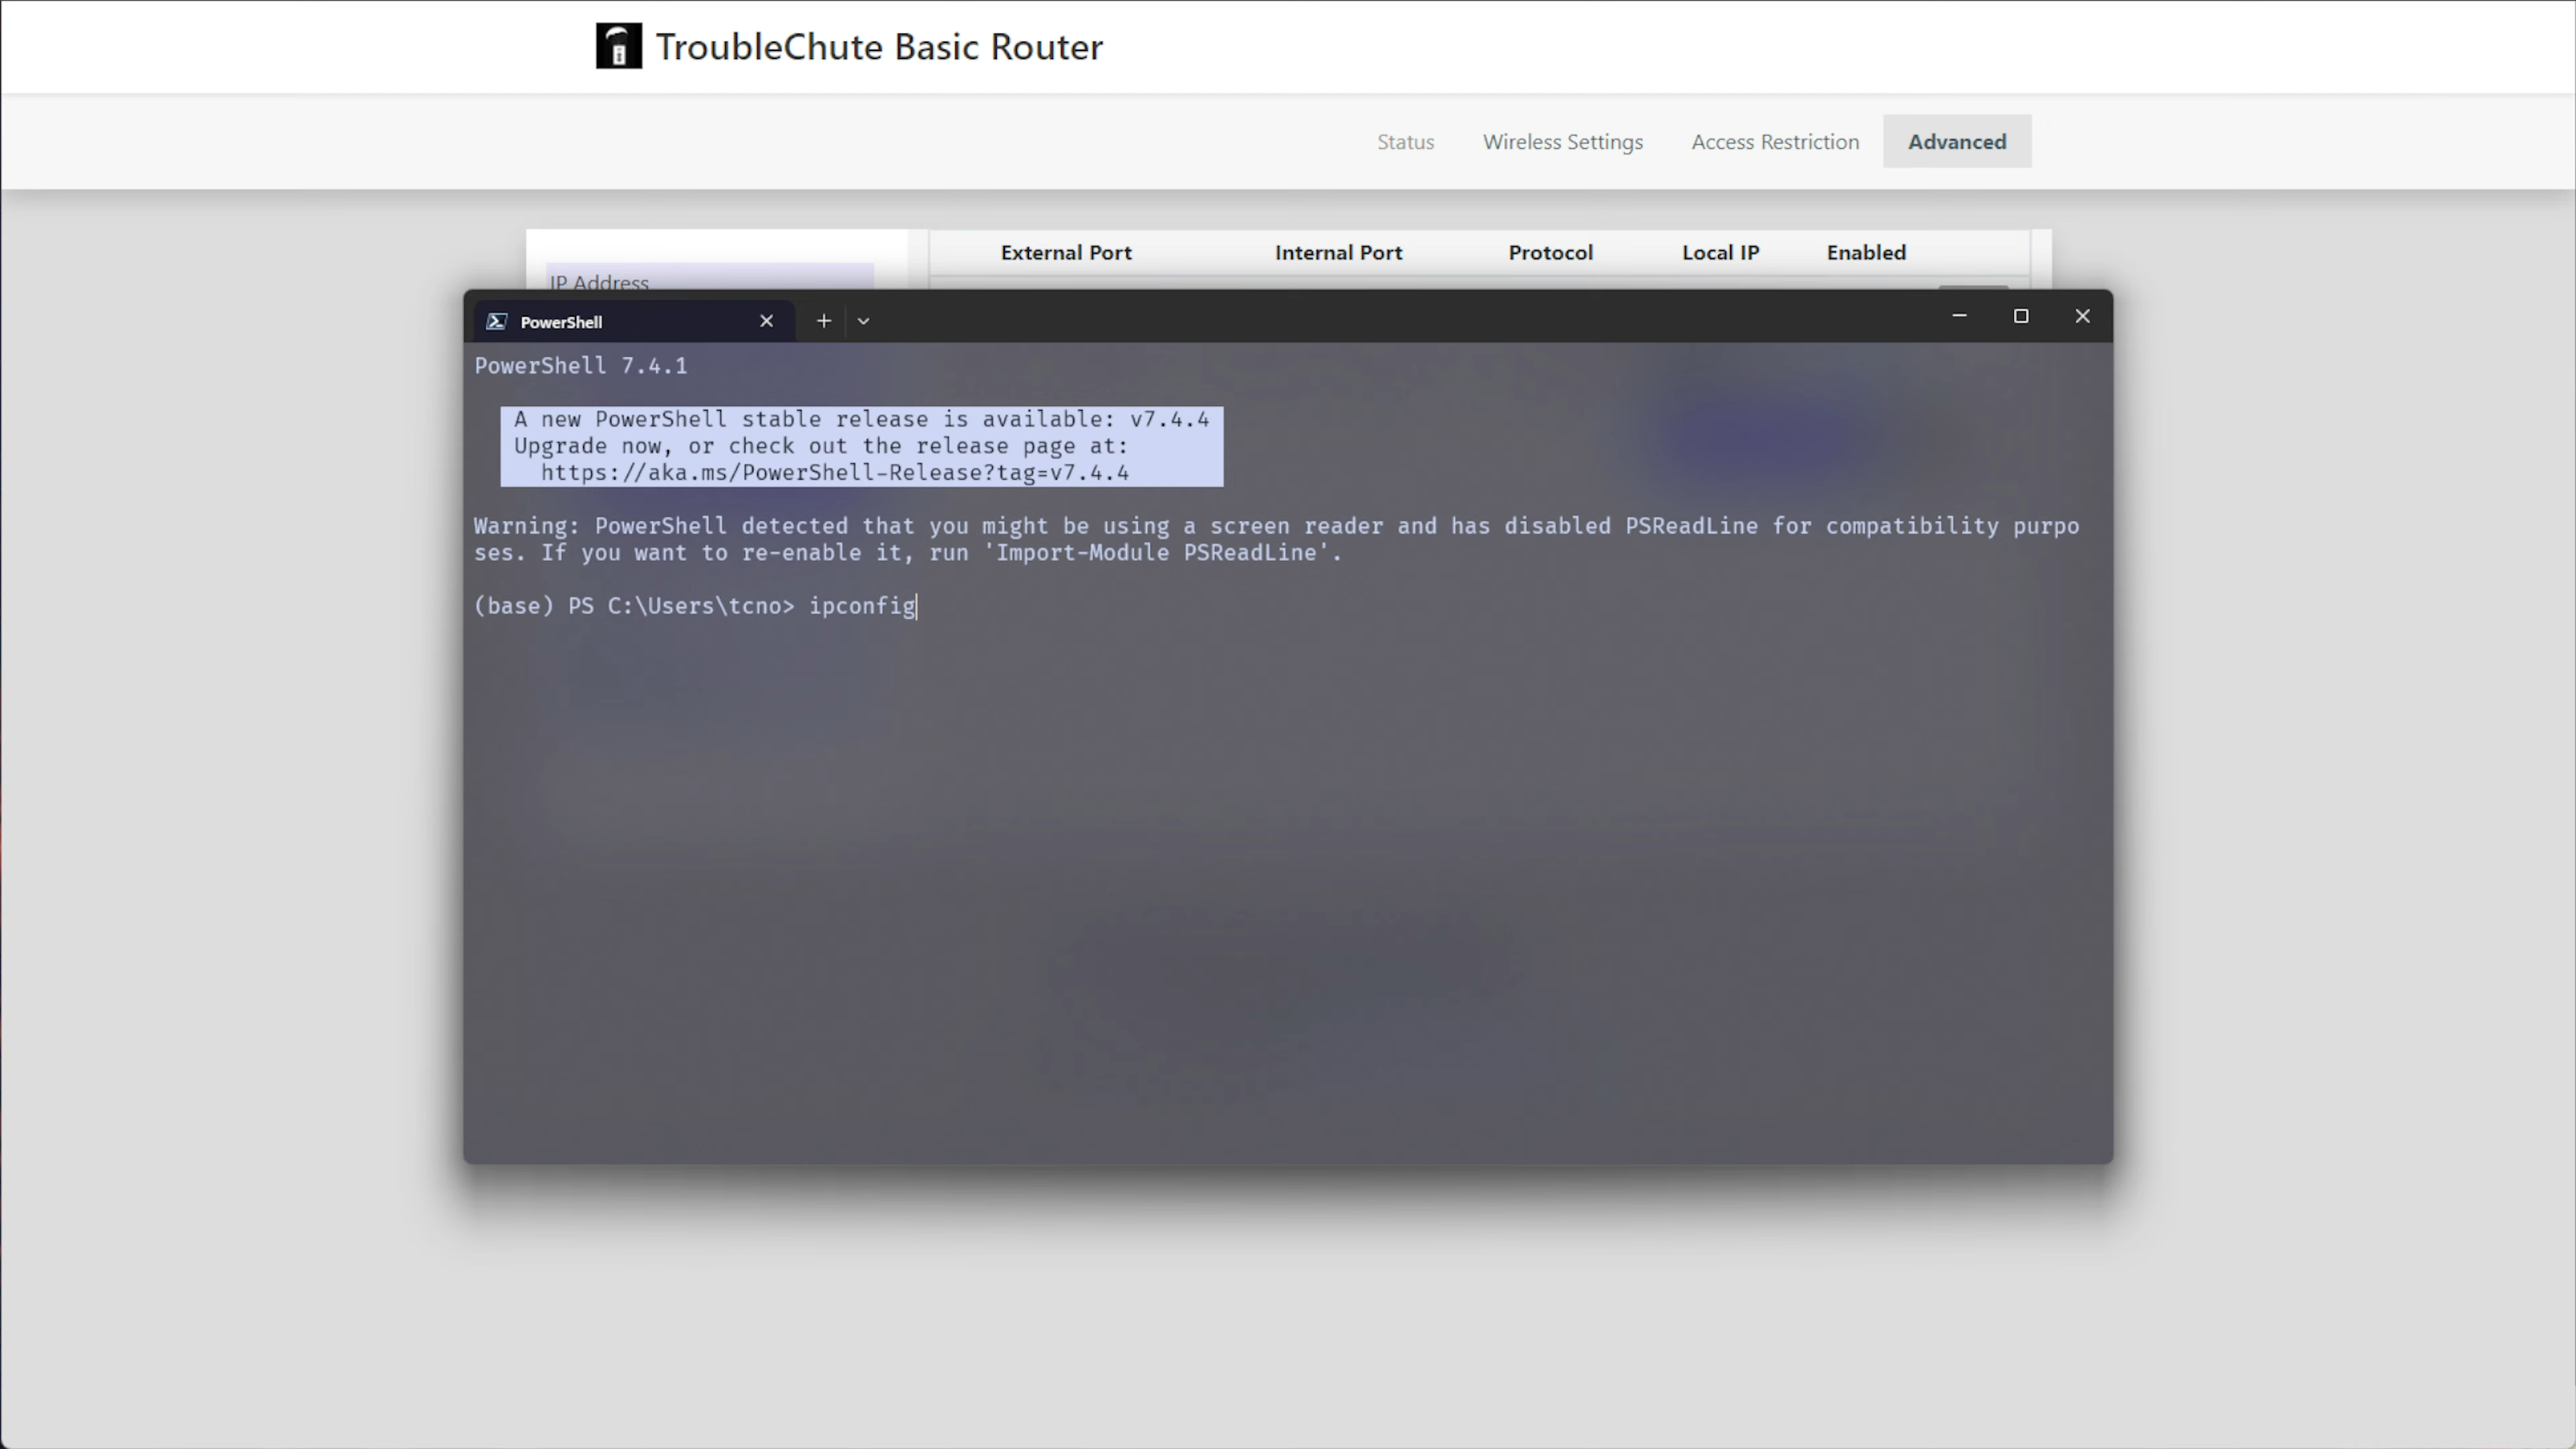 TroubleChute Basic Router
Status Wireless Settings Access Restriction Advanced
External Port Internal Port Protocol Local IP Enabled
IP Address
PowerShell
PowerShell 7.4.1
A new PowerShell stable release is available: v7.4.4
Upgrade now, or check out the release page at:
https://aka.ms/PowerShell-Release?tag=v7.4.4
Warning: PowerShell detected that you might be using a screen reader and has disabled PSReadLine for compatibility purpo
ses. If you want to re-enable it, run 'Import-Module PSReadLine'.
(base) PS C:\Users\tcno> ipconfig